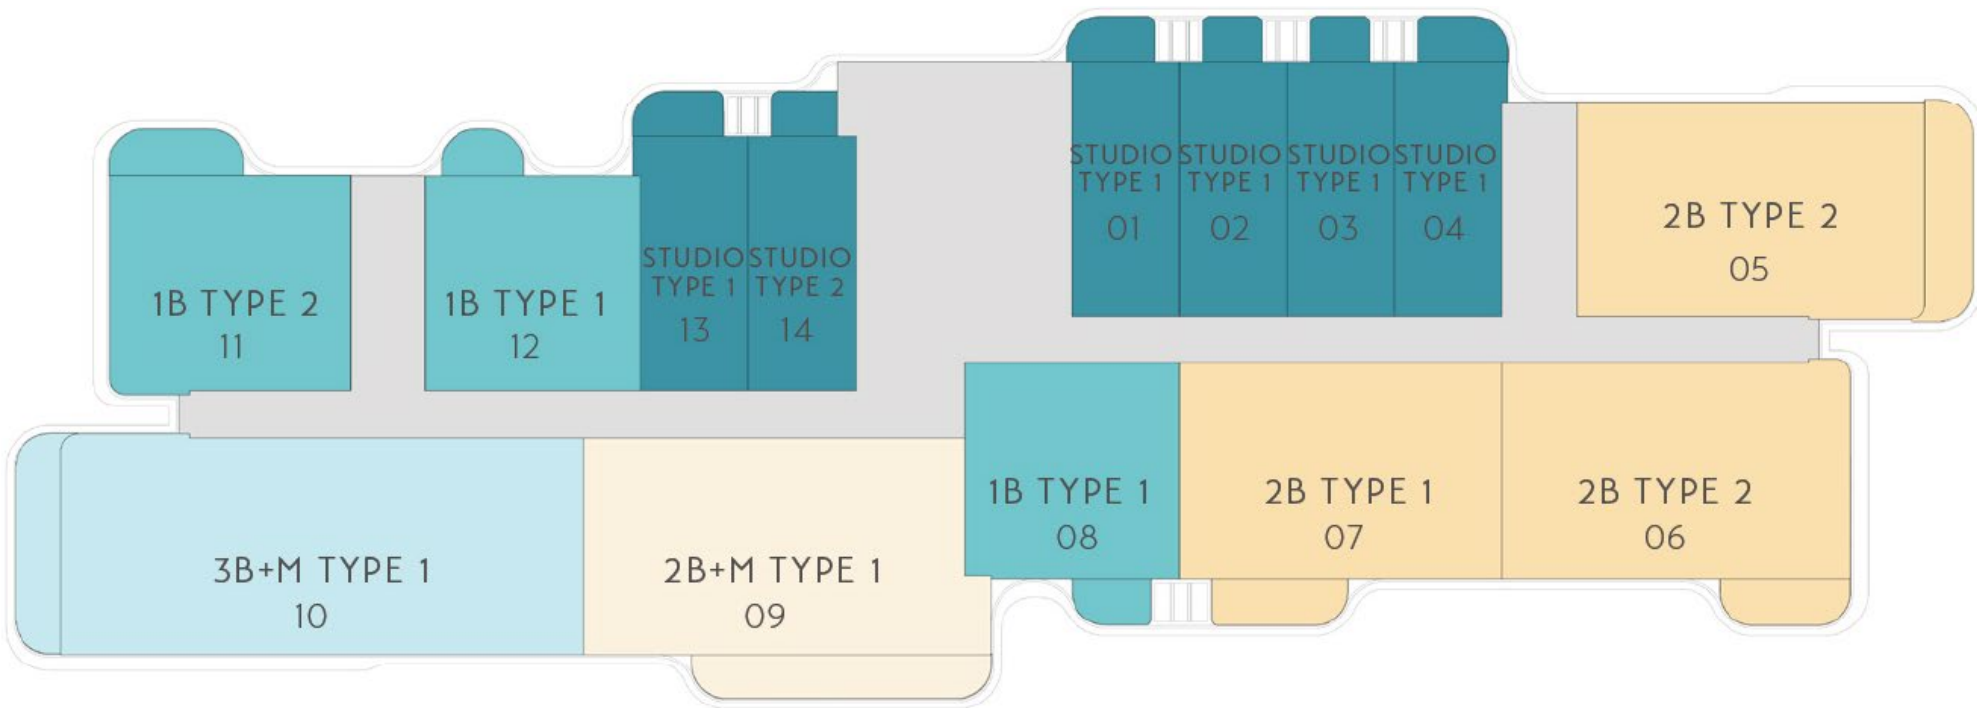 STUDIO
TYPE 1
01
STUDIO
TYPE 1
02
STUDIO
TYPE 1
03
STUDIO
TYPE 1
04
2B TYPE 2
05
1B TYPE 2
11
1B TYPE 1
12
STUDIO
TYPE 1
13
STUDIO
TYPE 2
14
1B TYPE 1
08
2B TYPE 1
07
2B TYPE 2
06
3B+M TYPE 1
10
2B+M TYPE 1
09